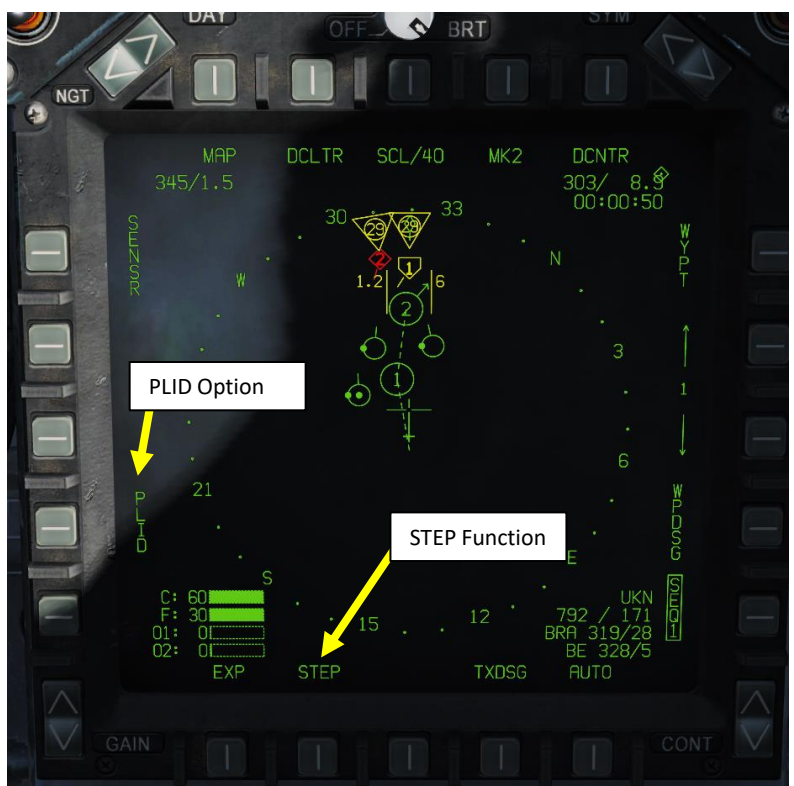 DAY
OFF
BRT
SYM
NGT
MAP
DCLTR
SCL/40
MK2
DCNTR
345/1.5
303/ 8.9
00:00:50
SENSR
WYPT
30
33
29
W
N
2
1
1.2
6
2
3
1
1
PLID Option
6
21
PLID
WPDSG
STEP Function
E
S
C: 60
F: 30
O1: 0
O2: 0
15
12
UKN
792 / 171
BRA 319/28
BE 328/5
SEQ1
EXP
STEP
TXDSG
AUTO
GAIN
CONT